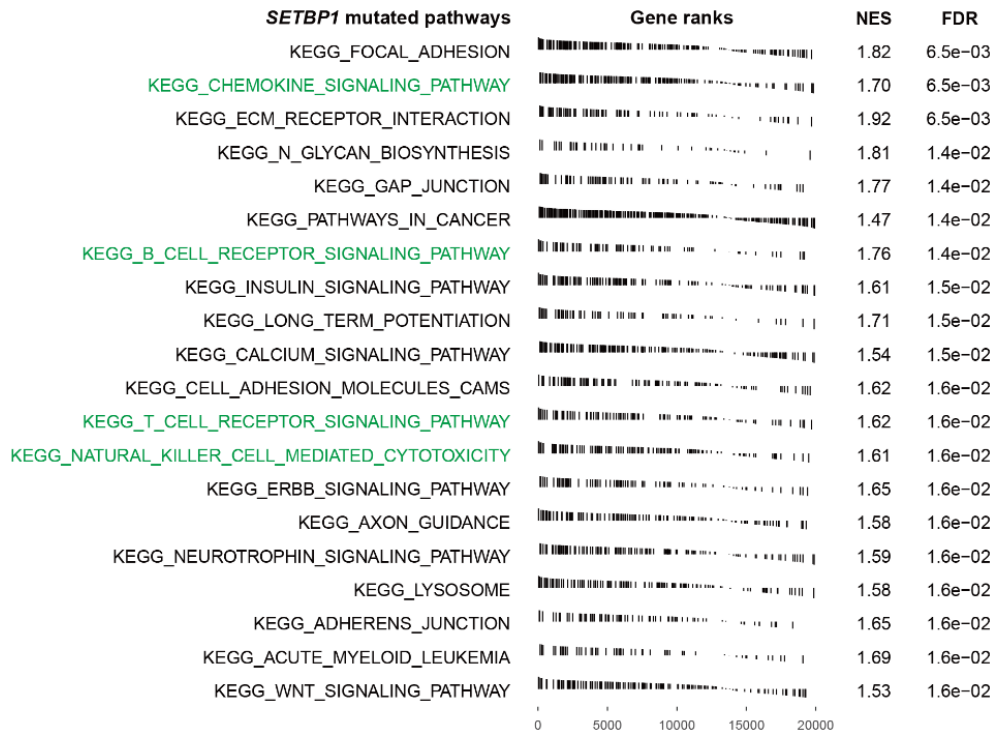 SETBP1 mutated pathways Gene ranks NES FDR
KEGG_FOCAL_ADHESION 1.82 6.5e−03
KEGG_CHEMOKINE_SIGNALING_PATHWAY 1.70 6.5e−03
KEGG_ECM_RECEPTOR_INTERACTION 1.92 6.5e−03
KEGG_N_GLYCAN_BIOSYNTHESIS 1.81 1.4e−02
KEGG_GAP_JUNCTION 1.77 1.4e−02
KEGG_PATHWAYS_IN_CANCER 1.47 1.4e−02
KEGG_B_CELL_RECEPTOR_SIGNALING_PATHWAY 1.76 1.4e−02
KEGG_INSULIN_SIGNALING_PATHWAY 1.61 1.5e−02
KEGG_LONG_TERM_POTENTIATION 1.71 1.5e−02
KEGG_CALCIUM_SIGNALING_PATHWAY 1.54 1.5e−02
KEGG_CELL_ADHESION_MOLECULES_CAMS 1.62 1.6e−02
KEGG_T_CELL_RECEPTOR_SIGNALING_PATHWAY 1.62 1.6e−02
KEGG_NATURAL_KILLER_CELL_MEDIATED_CYTOTOXICITY 1.61 1.6e−02
KEGG_ERBB_SIGNALING_PATHWAY 1.65 1.6e−02
KEGG_AXON_GUIDANCE 1.58 1.6e−02
KEGG_NEUROTROPHIN_SIGNALING_PATHWAY 1.59 1.6e−02
KEGG_LYSOSOME 1.58 1.6e−02
KEGG_ADHERENS_JUNCTION 1.65 1.6e−02
KEGG_ACUTE_MYELOID_LEUKEMIA 1.69 1.6e−02
KEGG_WNT_SIGNALING_PATHWAY 1.53 1.6e−02
0 5000 10000 15000 20000